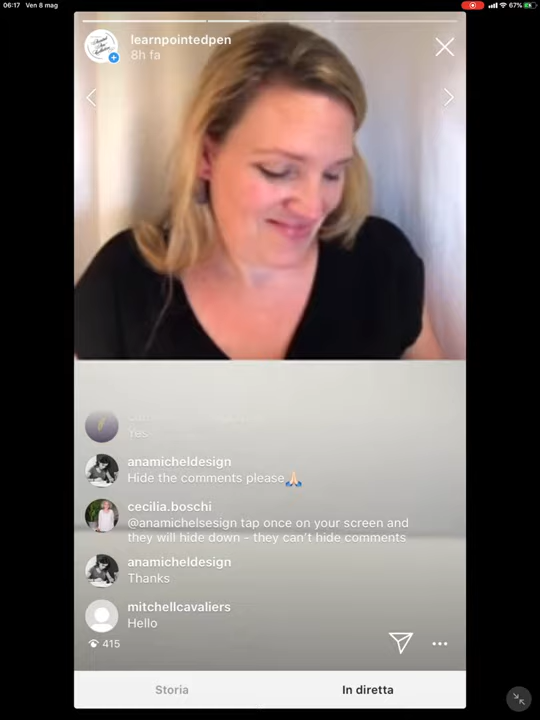 06:17 Ven 8 mag
67%
learnpointedpen
8h fa
Yes
anamicheldesign
Hide the comments please🙏🏻
cecilia.boschi
@anamichelsesign tap once on your screen and
they will hide down - they can't hide comments
anamicheldesign
Thanks
mitchellcavaliers
Hello
415
Storia
In diretta